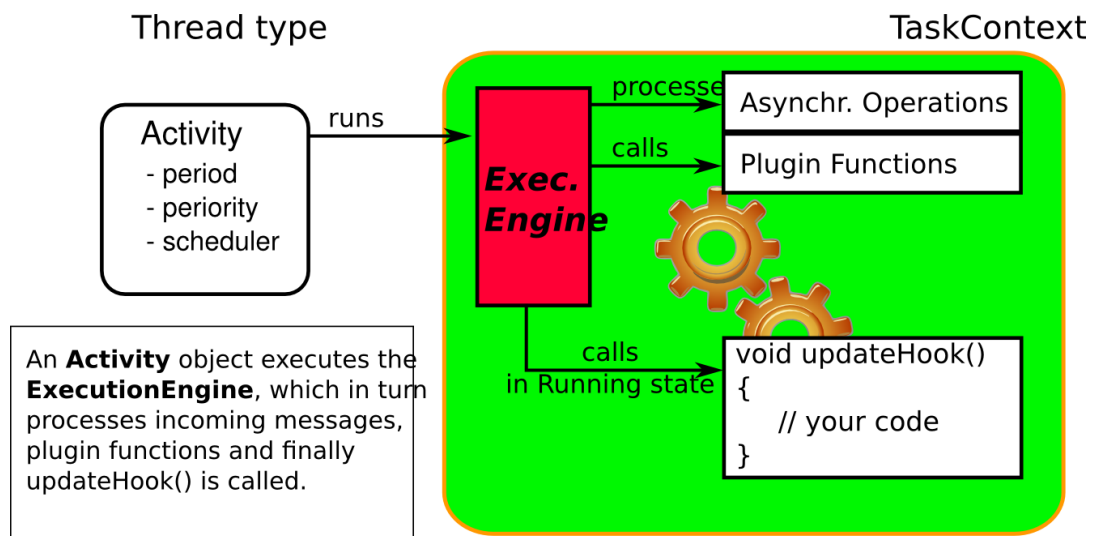 Thread type
TaskContext
Activity
- period
- periority
- scheduler
runs
Exec.
Engine
processe
calls
Asynchr. Operations
Plugin Functions
calls
in Running state
void updateHook()
{
// your code
}
An Activity object executes the
ExecutionEngine, which in turn
processes incoming messages,
plugin functions and finally
updateHook() is called.